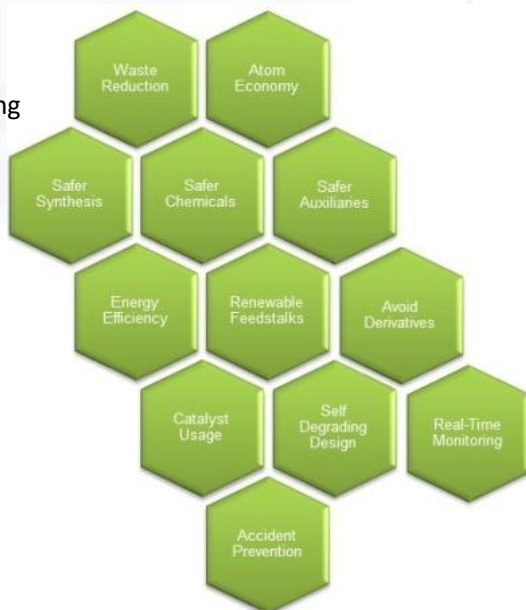 Waste
Reduction
Atom
Economy
ng
Safer
Synthesis
Safer
Chemicals
Safer
Auxiliaries
Energy
Efficiency
Renewable
Feedstalks
Avoid
Derivatives
Catalyst
Usage
Self
Degrading
Design
Real-Time
Monitoring
Accident
Prevention